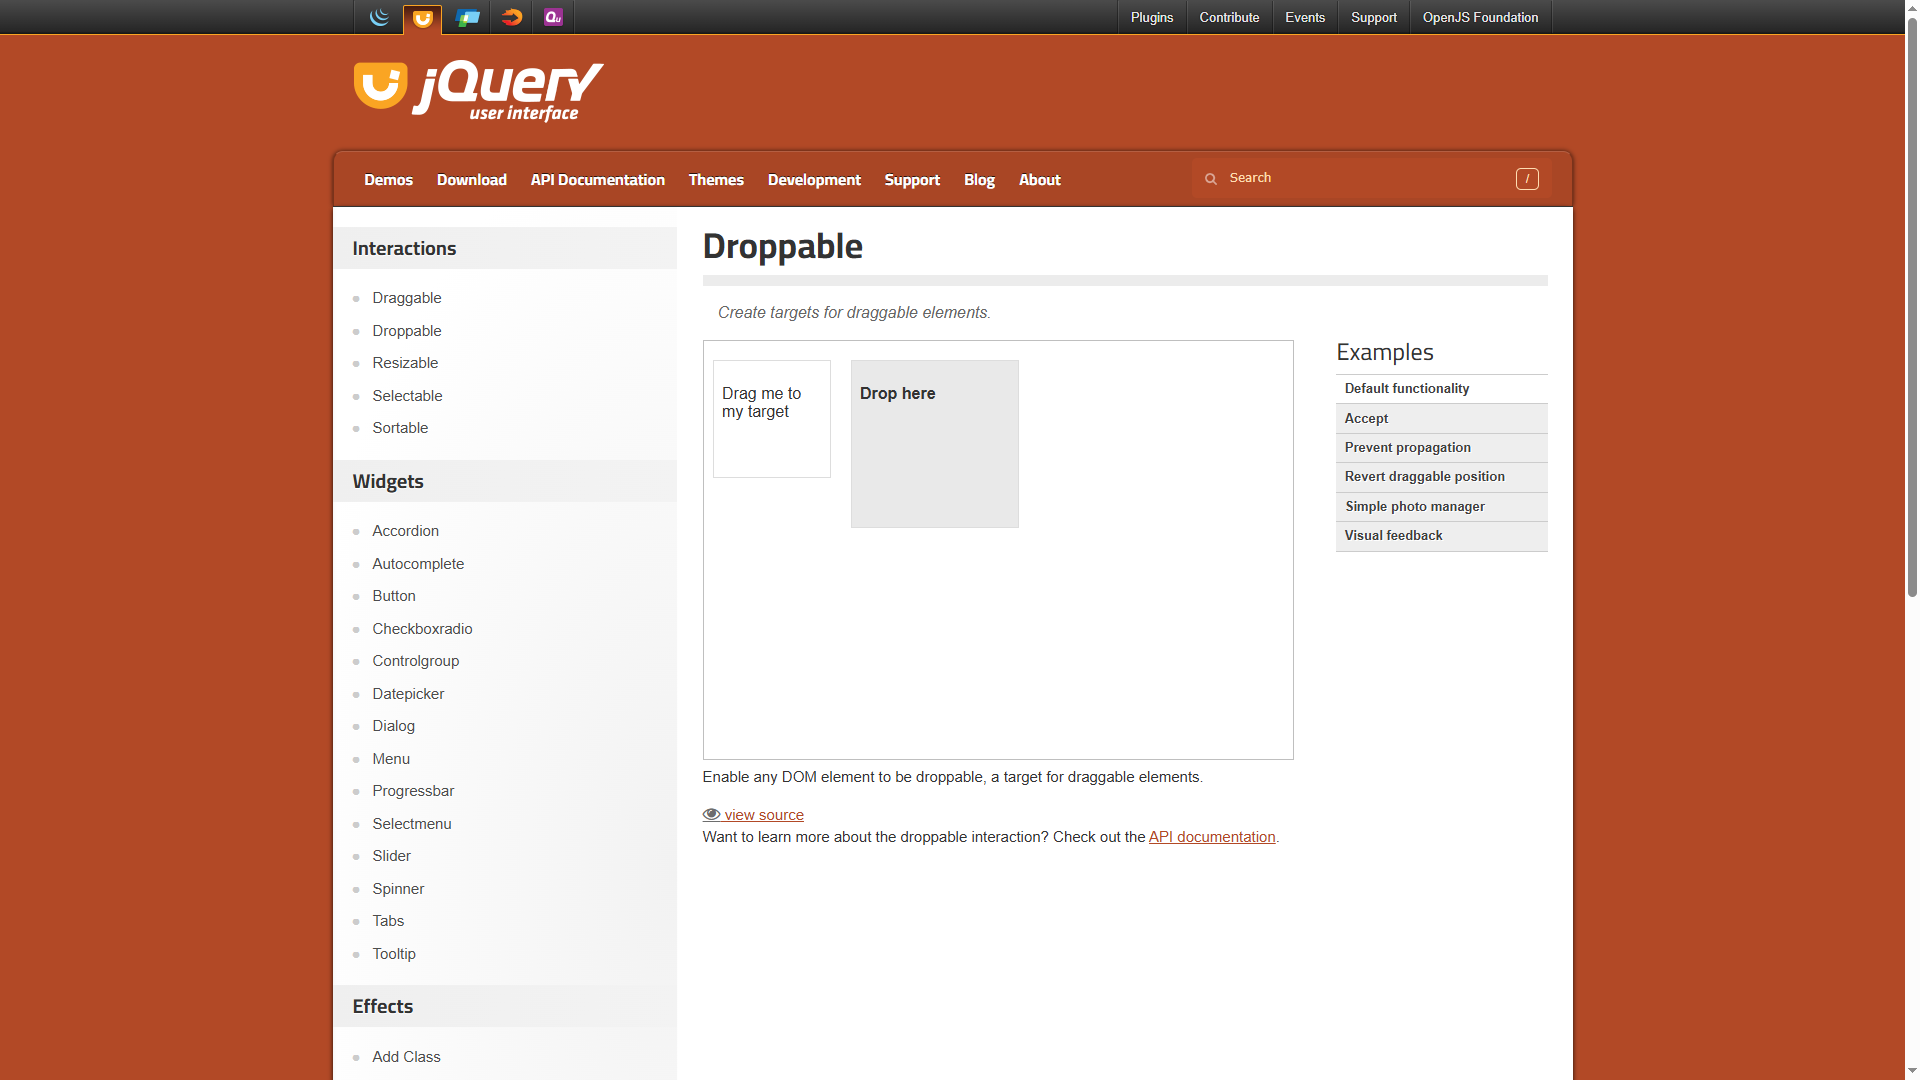 Plugins Contribute Events Support OpenJS Foundation
jQuery
user interface
Demos Download API Documentation Themes Development Support Blog About Search /
Interactions
Draggable
Droppable
Resizable
Selectable
Sortable
Widgets
Accordion
Autocomplete
Button
Checkboxradio
Controlgroup
Datepicker
Dialog
Menu
Progressbar
Selectmenu
Slider
Spinner
Tabs
Tooltip
Effects
Add Class
Droppable
Create targets for draggable elements.
Drag me to
my target
Drop here
Enable any DOM element to be droppable, a target for draggable elements.
view source
Want to learn more about the droppable interaction? Check out the API documentation.
Examples
Default functionality
Accept
Prevent propagation
Revert draggable position
Simple photo manager
Visual feedback